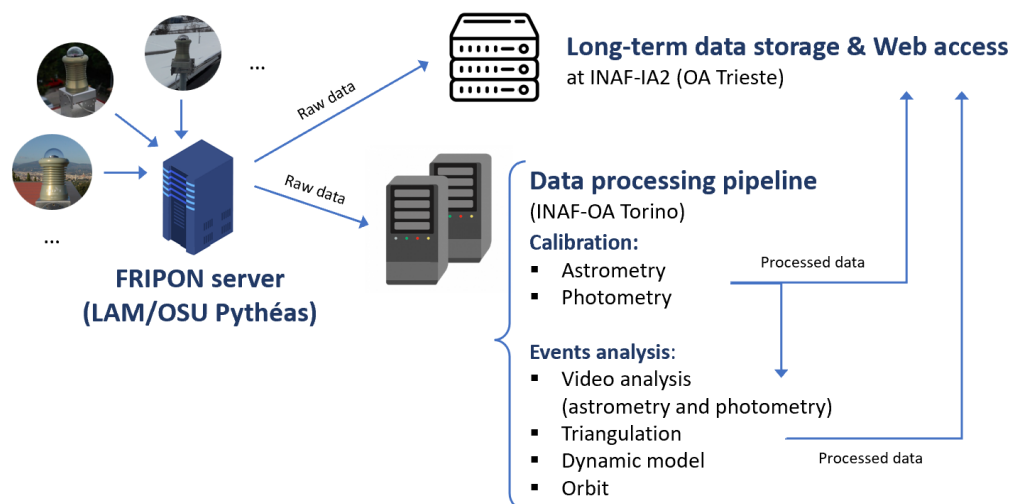 ...
Long-term data storage & Web access
at INAF-IA2 (OA Trieste)
Raw data
Raw data
...
FRIPON server
(LAM/OSU Pythéas)
Data processing pipeline
(INAF-OA Torino)
Calibration:
▪ Astrometry
▪ Photometry
Processed data
Events analysis:
▪ Video analysis
(astrometry and photometry)
▪ Triangulation
▪ Dynamic model
▪ Orbit
Processed data